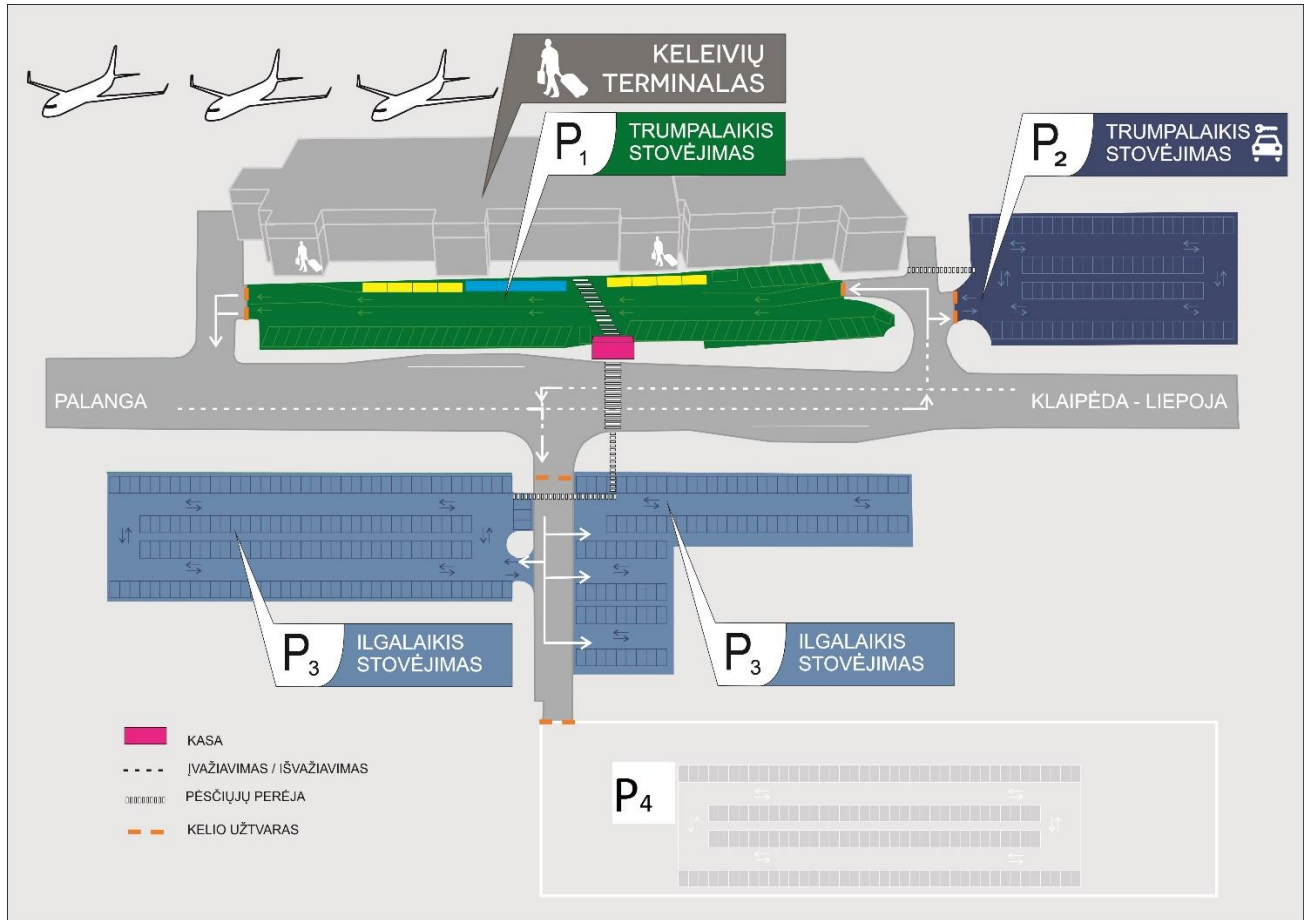 KELEIVIŲ
TERMINALAS
P1
TRUMPALAIKIS
STOVĖJIMAS
P2
TRUMPALAIKIS
STOVĖJIMAS
PALANGA
KLAIPĖDA - LIEPOJA
P3
ILGALAIKIS
STOVĖJIMAS
P3
ILGALAIKIS
STOVĖJIMAS
KASA
ĮVAŽIAVIMAS / IŠVAŽIAVIMAS
PĖSČIŲJŲ PERĖJA
KELIO UŽTVARAS
P4